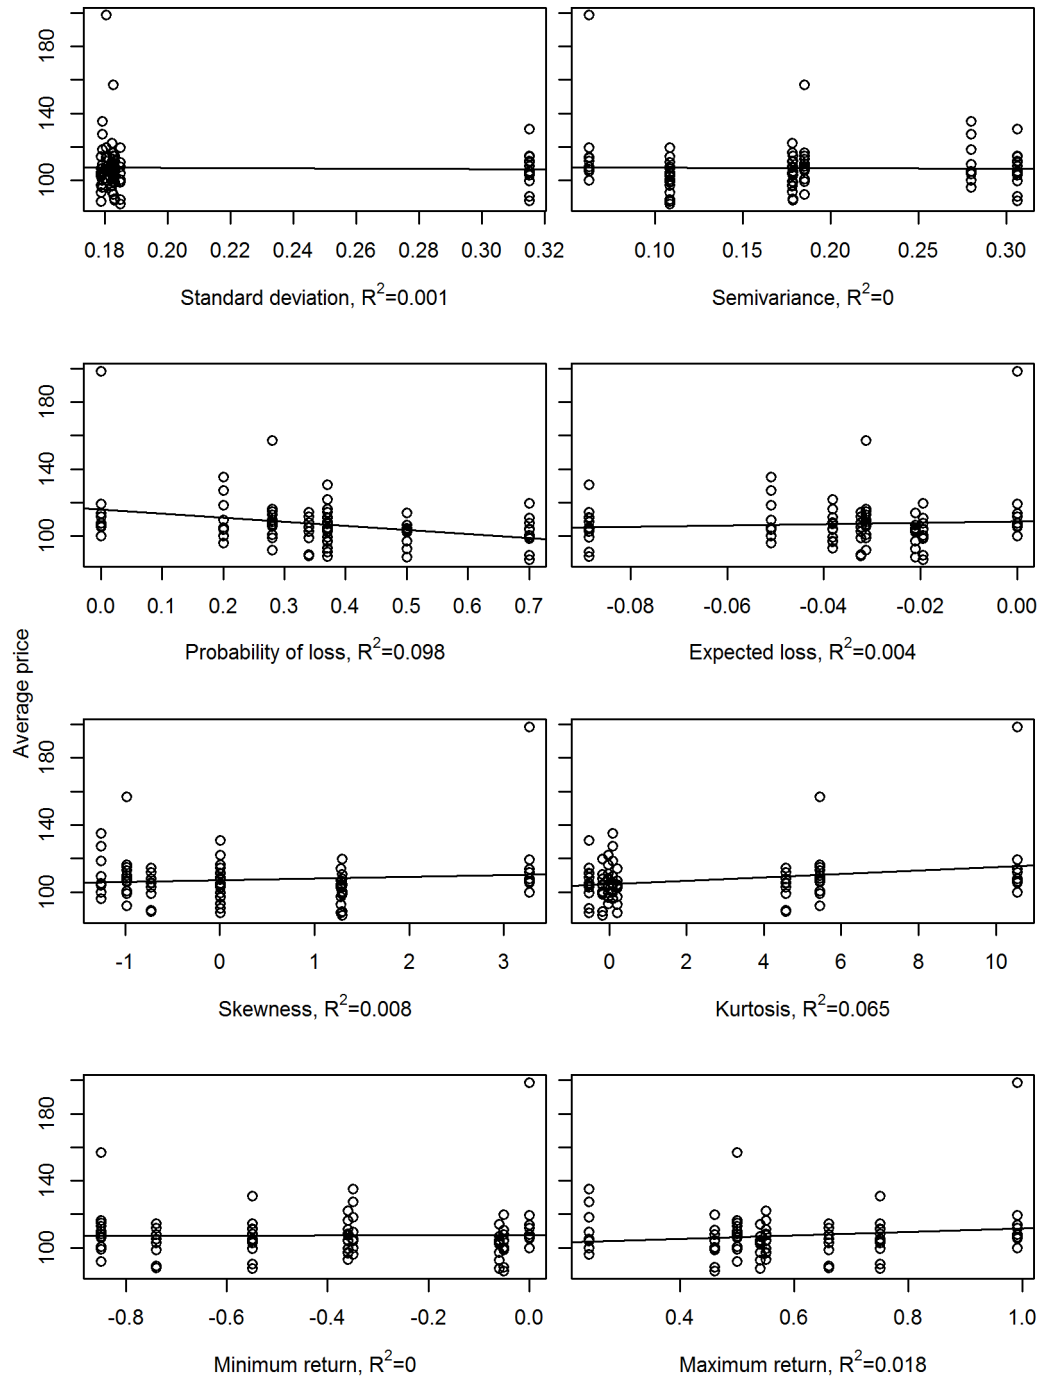 180
140
100
0.18 0.20 0.22 0.24 0.26 0.28 0.30 0.32
Standard deviation, R²=0.001
0.10 0.15 0.20 0.25 0.30
Semivariance, R²=0
180
140
100
0.0 0.1 0.2 0.3 0.4 0.5 0.6 0.7
Probability of loss, R²=0.098
-0.08 -0.06 -0.04 -0.02 0.00
Expected loss, R²=0.004
Average price
180
140
100
-1 0 1 2 3
Skewness, R²=0.008
0 2 4 6 8 10
Kurtosis, R²=0.065
180
140
100
-0.8 -0.6 -0.4 -0.2 0.0
Minimum return, R²=0
0.4 0.6 0.8 1.0
Maximum return, R²=0.018